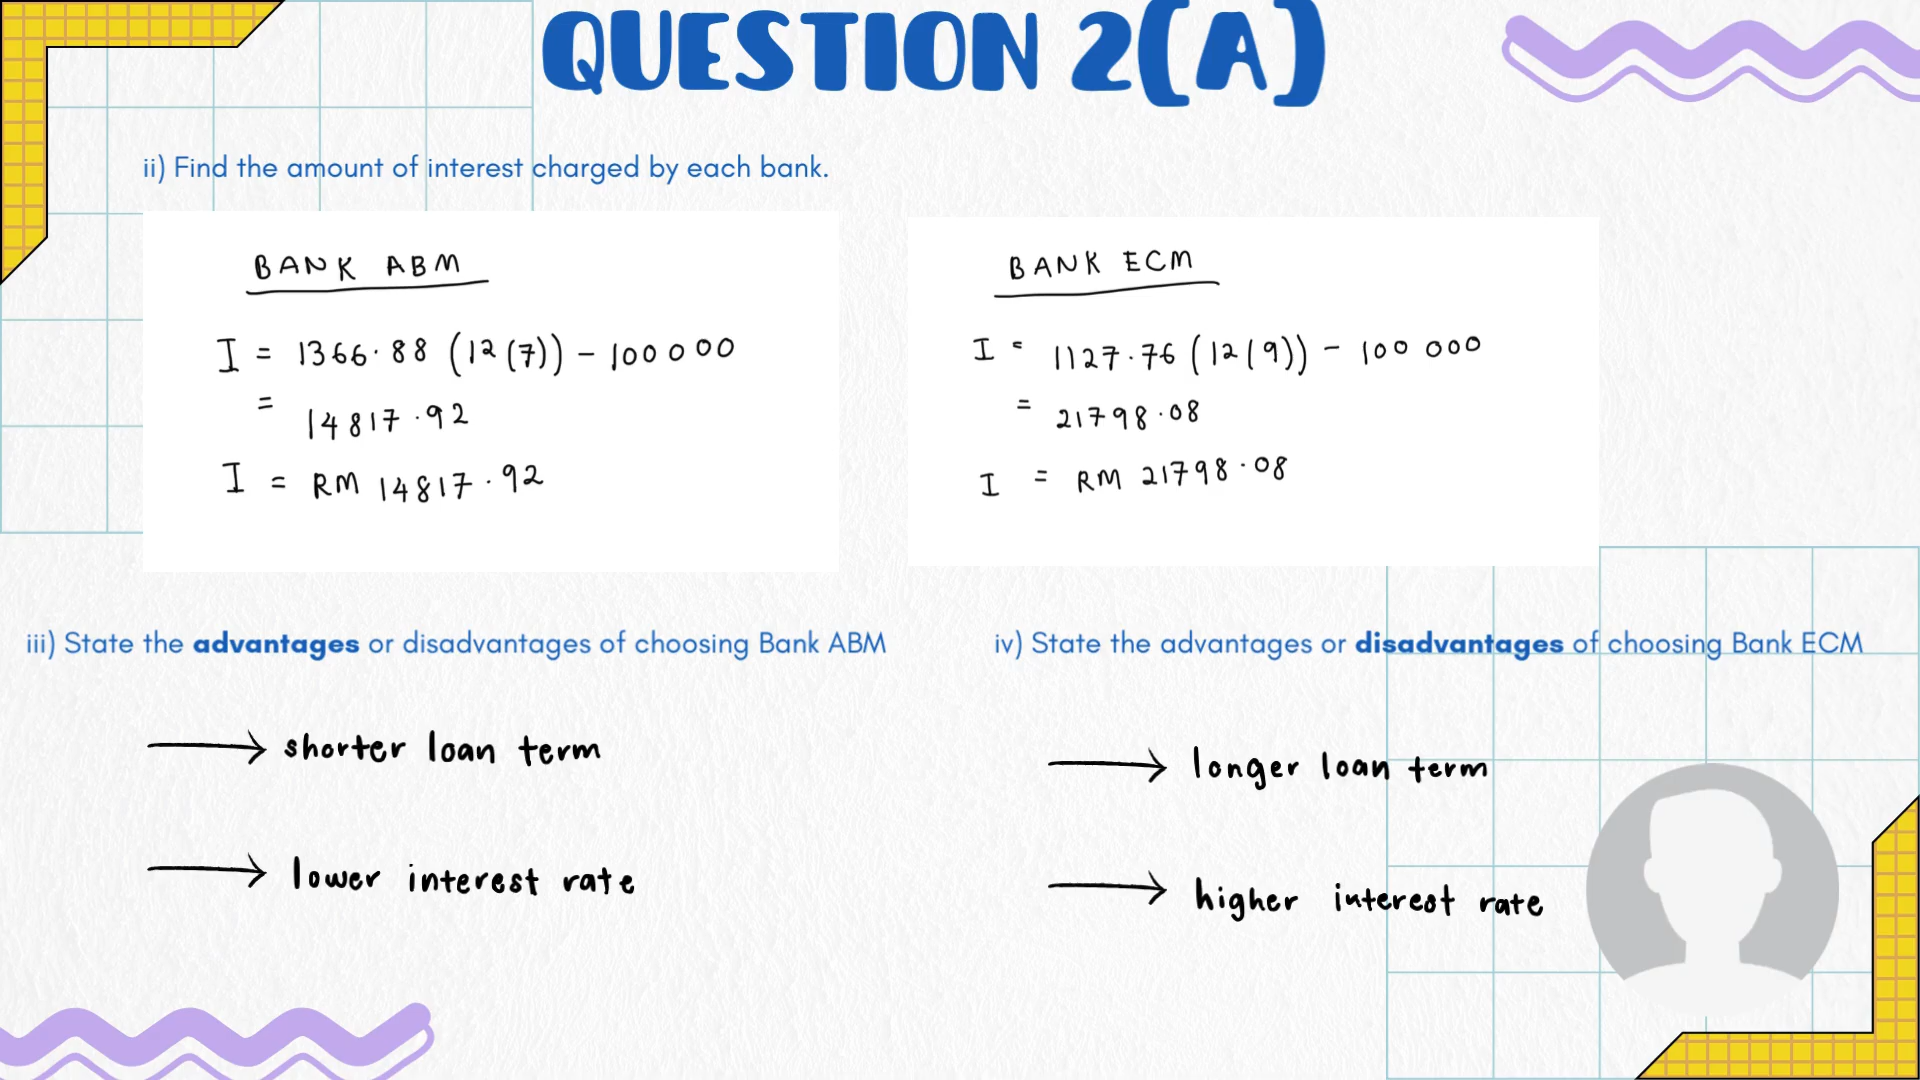 QUESTION 2(A)
ii) Find the amount of interest charged by each bank.
BANK ABM
I = 1366.88 (12(7)) - 100 000
= 14817.92
I = RM 14817.92
BANK ECM
I = 1127.76 (12(9)) - 100 000
= 21798.08
I = RM 21798.08
iii) State the advantages or disadvantages of choosing Bank ABM
→ shorter loan term
→ lower interest rate
iv) State the advantages or disadvantages of choosing Bank ECM
→ longer loan term
→ higher interest rate